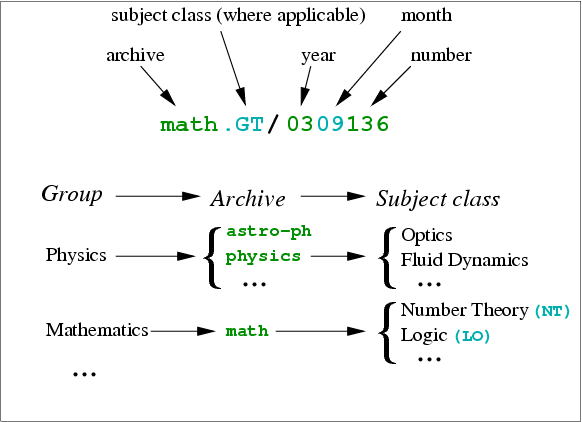 subject class (where applicable) month
archive year number
math.GT/0309136
Group Archive Subject class
astro-ph
Physics physics
...
Optics
Fluid Dynamics
...
Mathematics math
Number Theory (NT)
Logic (LO)
...
...